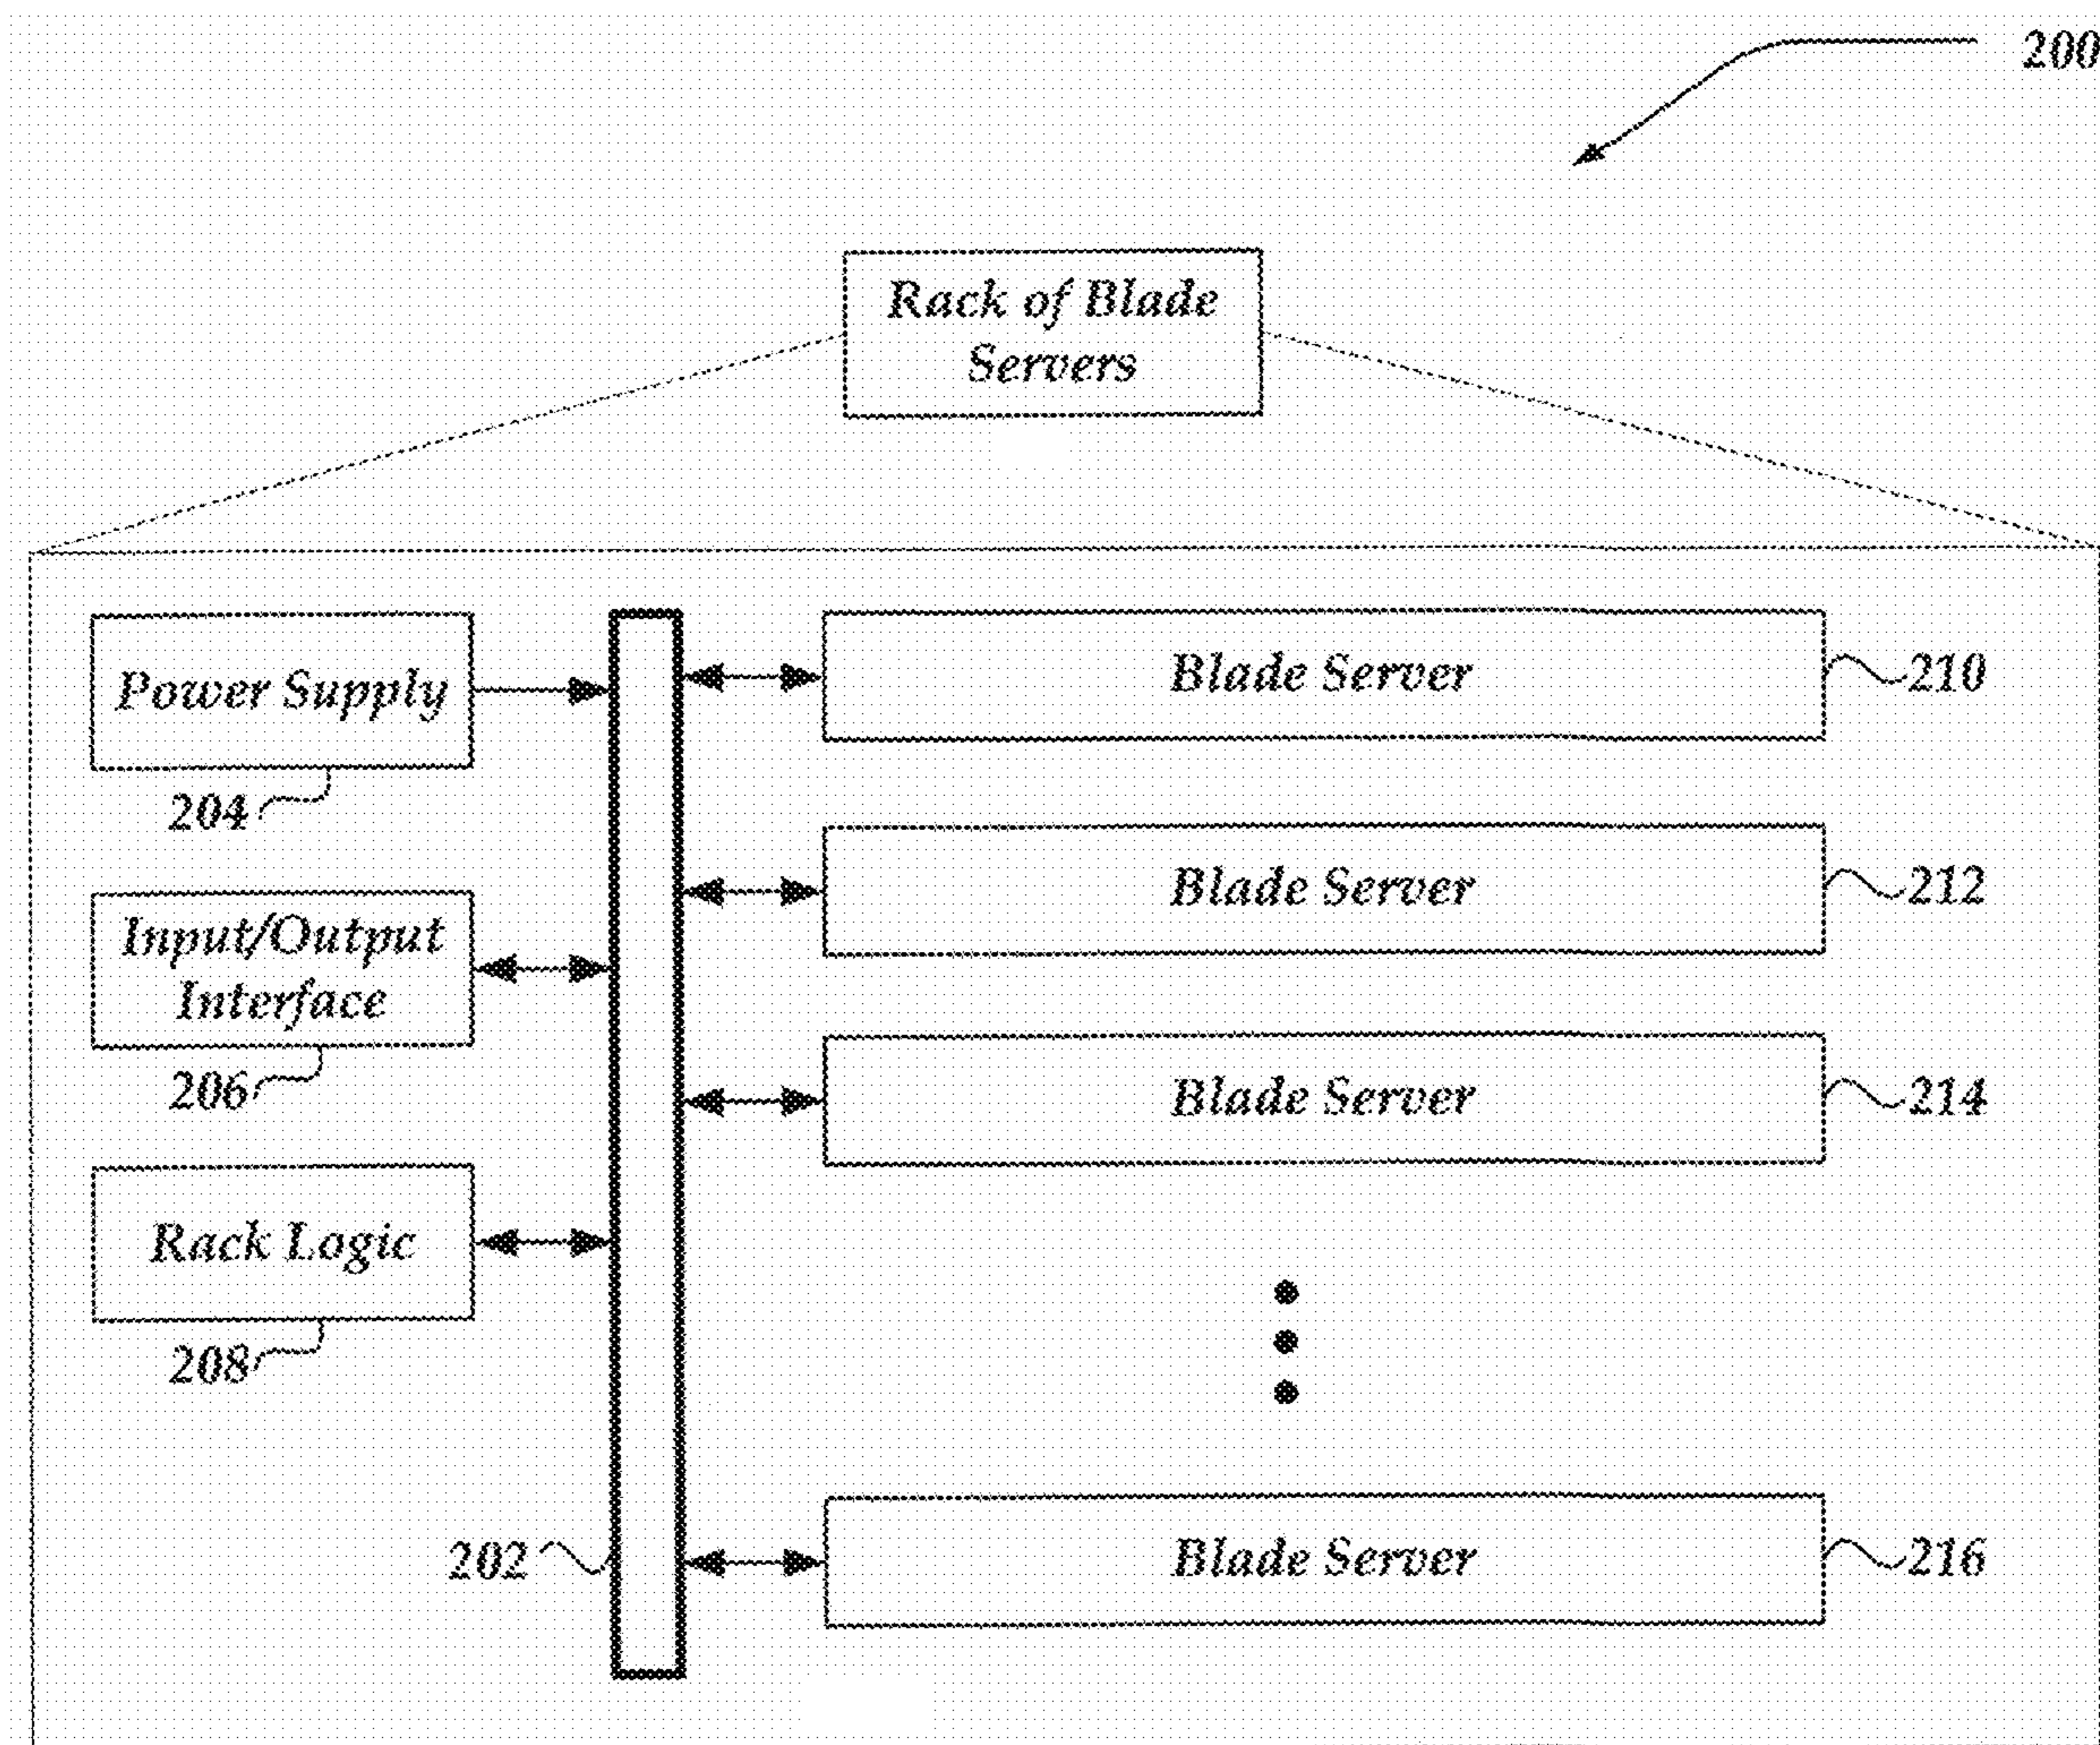 200
Rack of Blade
Servers
Power Supply
204
Input/Output
Interface
206
Rack Logic
208
202
Blade Server
210
Blade Server
212
Blade Server
214
Blade Server
216